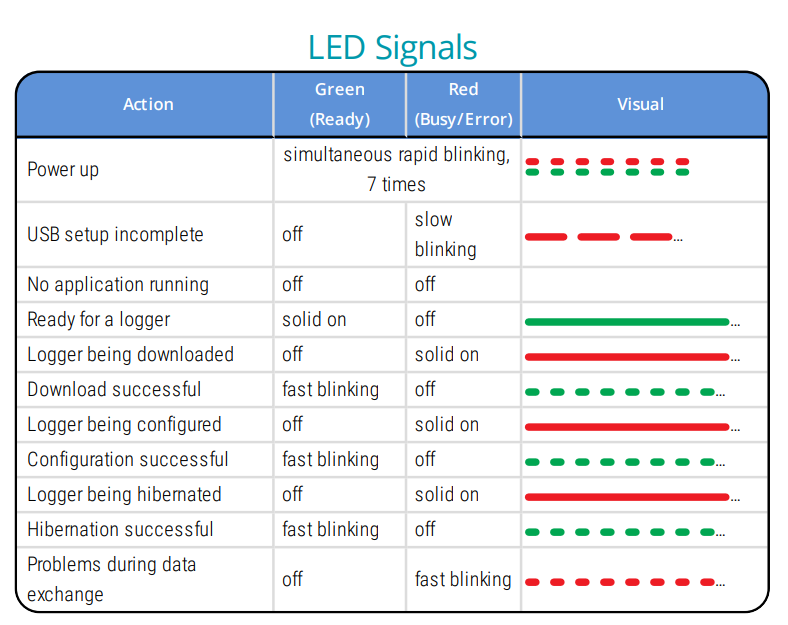 LED Signals
Action Green (Ready) Red (Busy/Error) Visual
Power up simultaneous rapid blinking,
7 times
USB setup incomplete off slow
blinking ...
No application running off off
Ready for a logger solid on off ...
Logger being downloaded off solid on ...
Download successful fast blinking off ...
Logger being configured off solid on ...
Configuration successful fast blinking off ...
Logger being hibernated off solid on ...
Hibernation successful fast blinking off ...
Problems during data
exchange off fast blinking ...